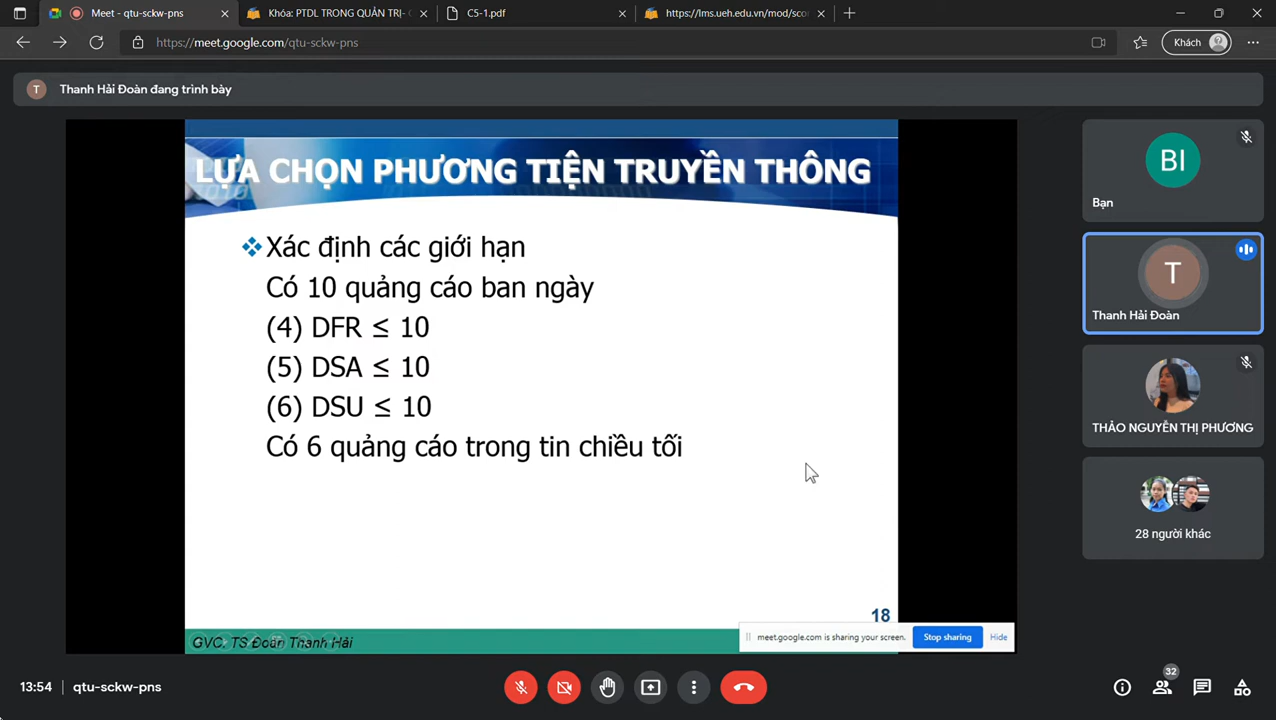 Meet - qtu-sckw-pns
Khóa: PTDL TRONG QUẢN TRỊ- 
C5-1.pdf
https://lms.ueh.edu.vn/mod/sco
https://meet.google.com/qtu-sckw-pns
Khách
T
Thanh Hải Đoàn đang trình bày
LỰA CHỌN PHƯƠNG TIỆN TRUYỀN THÔNG
Xác định các giới hạn
Có 10 quảng cáo ban ngày
(4) DFR ≤ 10
(5) DSA ≤ 10
(6) DSU ≤ 10
Có 6 quảng cáo trong tin chiều tối
18
GVC. TS Đoàn Thanh Hải
meet.google.com is sharing your screen.
Stop sharing
Hide
BI
Bạn
T
Thanh Hải Đoàn
THẢO NGUYỄN THỊ PHƯƠNG
28 người khác
13:54
qtu-sckw-pns
32